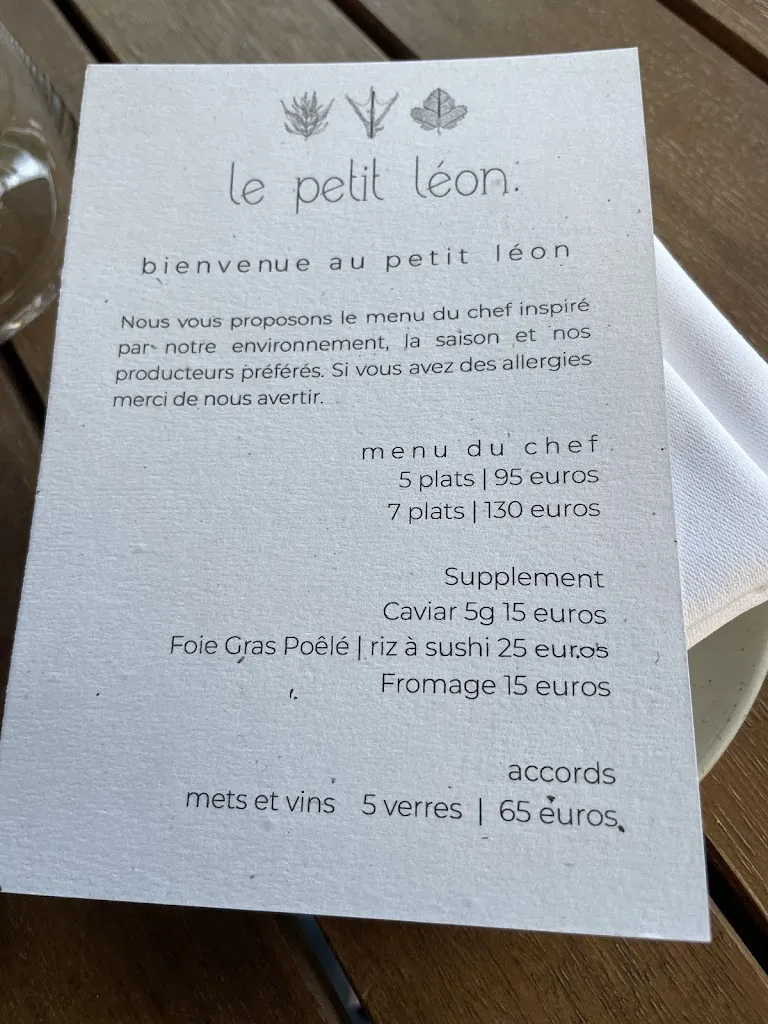 le petit léon.
bienvenue au petit léon
Nous vous proposons le menu du chef inspiré
par notre environnement, la saison et nos
producteurs préférés. Si vous avez des allergies
merci de nous avertir.
menu du chef
5 plats | 95 euros
7 plats | 130 euros
Supplement
Caviar 5g 15 euros
Foie Gras Poêlé | riz à sushi 25 euros
Fromage 15 euros
accords
mets et vins 5 verres | 65 euros